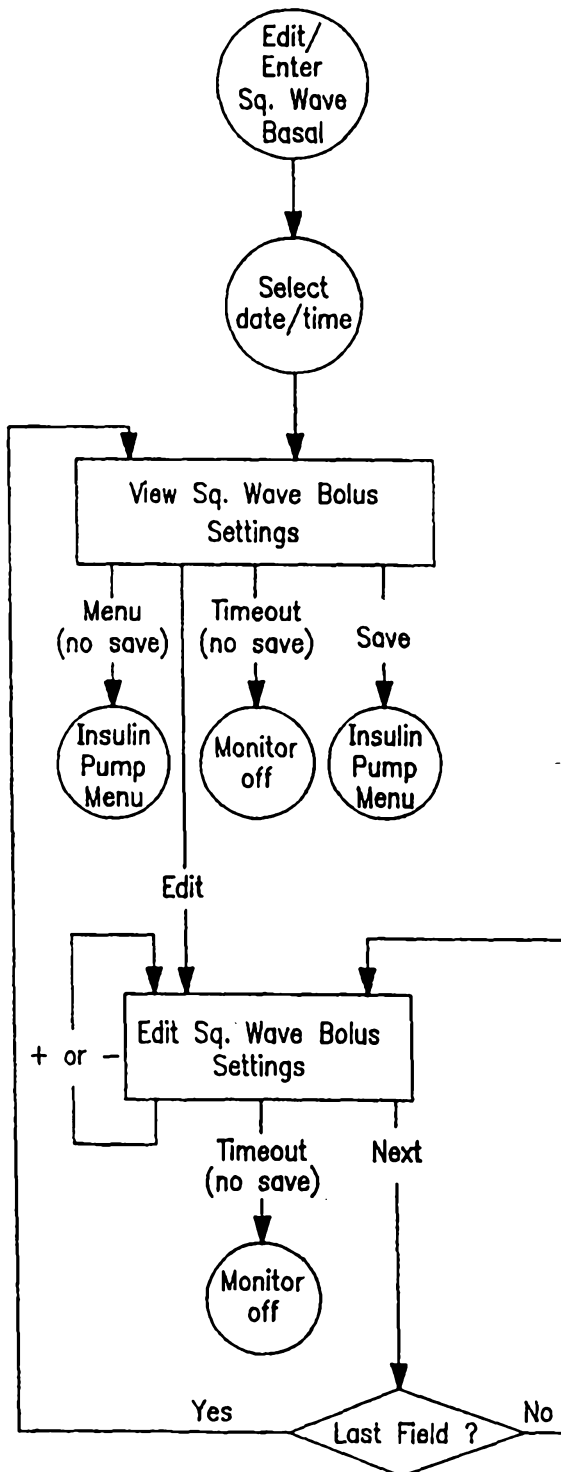 Edit/
Enter
Sq. Wave
Basal
Select
date/time
View Sq. Wave Bolus
Settings
Menu
(no save)
Timeout
(no save)
Save
Insulin
Pump
Menu
Monitor
off
Insulin
Pump
Menu
Edit
+ or -
Edit Sq. Wave Bolus
Settings
Timeout
(no save)
Next
Monitor
off
Yes
Last Field ?
No